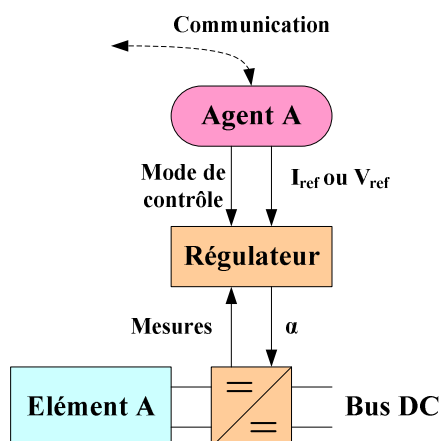 Communication
Agent A
Mode de
contrôle
Iref ou Vref
Régulateur
Mesures
α
Elément A
Bus DC